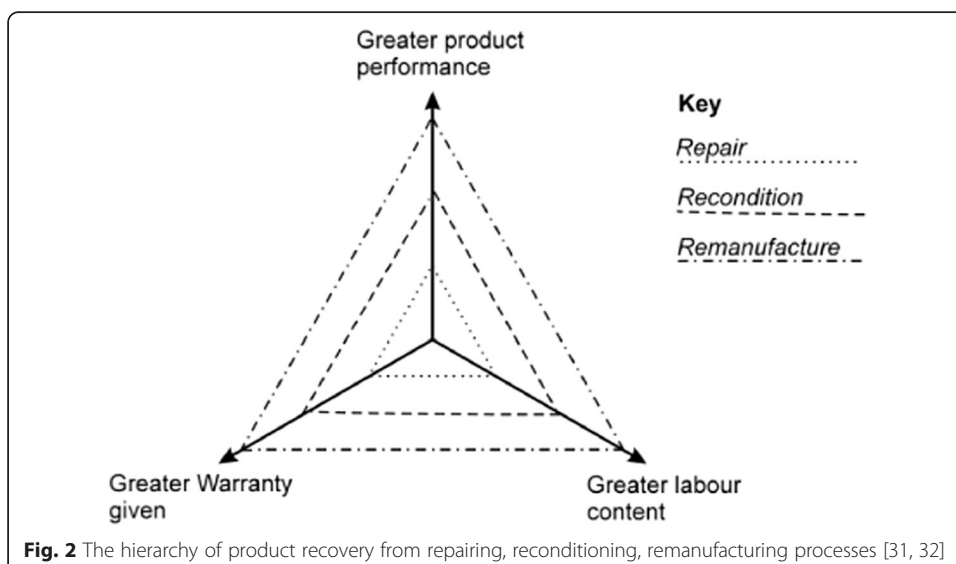 Greater product
performance
Key
Repair
Recondition
Remanufacture
Greater Warranty
given
Greater labour
content
Fig. 2 The hierarchy of product recovery from repairing, reconditioning, remanufacturing processes [31, 32]